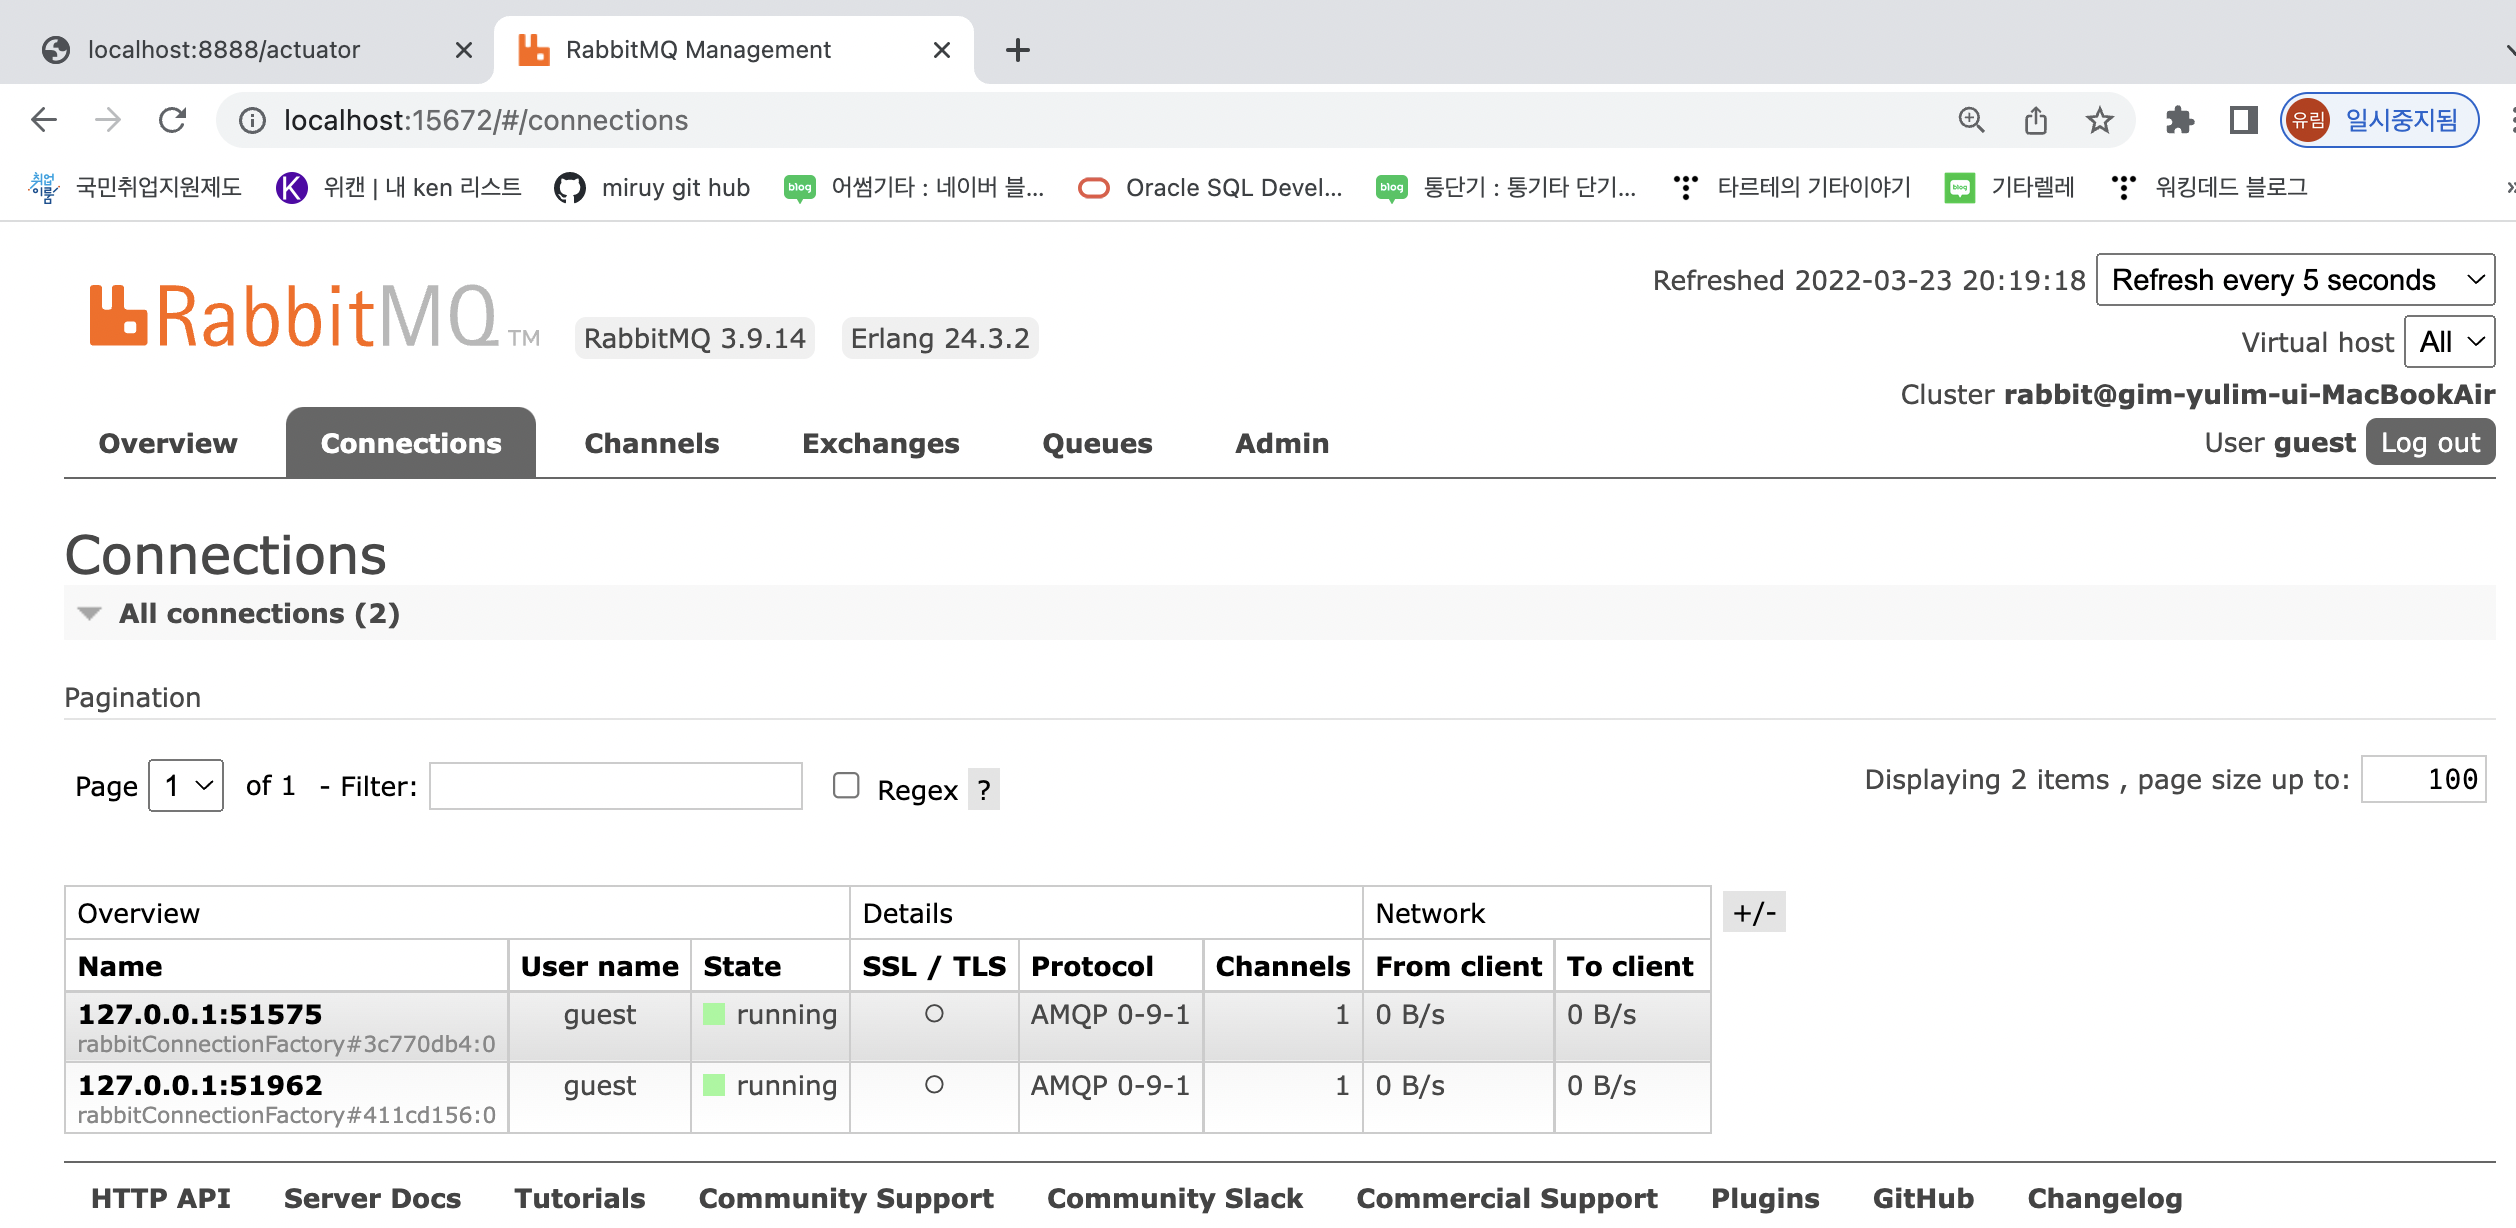 localhost:8888/actuator RabbitMQ Management
localhost:15672/#/connections 유림 일시중지됨
취업이룸 국민취업지원제도 K 위캔 | 내 ken 리스트 miruy git hub blog 어썸기타 : 네이버 블... Oracle SQL Devel... blog 통단기 : 통기타 단기... 타르테의 기타이야기 blog 기타렐레 워킹데드 블로그 »
Refreshed 2022-03-23 20:19:18 Refresh every 5 seconds
RabbitMQ TM RabbitMQ 3.9.14 Erlang 24.3.2
Virtual host All
Cluster rabbit@gim-yulim-ui-MacBookAir
User guest Log out
Overview Connections Channels Exchanges Queues Admin
Connections
All connections (2)
Pagination
Page 1 of 1 - Filter: Regex ? Displaying 2 items , page size up to: 100
Overview Details Network +/-
Name User name State SSL / TLS Protocol Channels From client To client
127.0.0.1:51575 guest running ○ AMQP 0-9-1 1 0 B/s 0 B/s
rabbitConnectionFactory#3c770db4:0
127.0.0.1:51962 guest running ○ AMQP 0-9-1 1 0 B/s 0 B/s
rabbitConnectionFactory#411cd156:0
HTTP API Server Docs Tutorials Community Support Community Slack Commercial Support Plugins GitHub Changelog